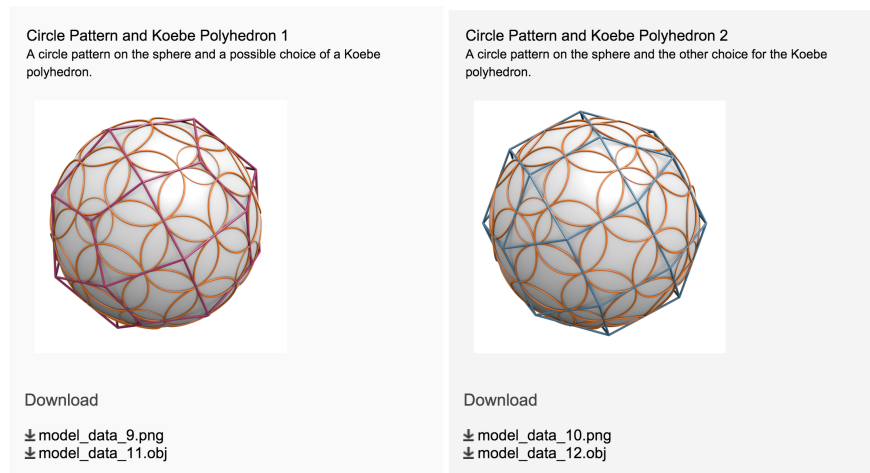 Circle Pattern and Koebe Polyhedron 1
A circle pattern on the sphere and a possible choice of a Koebe
polyhedron.
Download
model_data_9.png
model_data_11.obj
Circle Pattern and Koebe Polyhedron 2
A circle pattern on the sphere and the other choice for the Koebe
polyhedron.
Download
model_data_10.png
model_data_12.obj